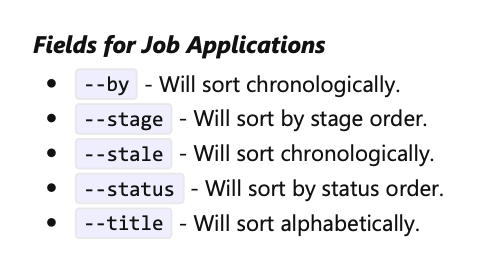 Fields for Job Applications
• --by - Will sort chronologically.
• --stage - Will sort by stage order.
• --stale - Will sort chronologically.
• --status - Will sort by status order.
• --title - Will sort alphabetically.